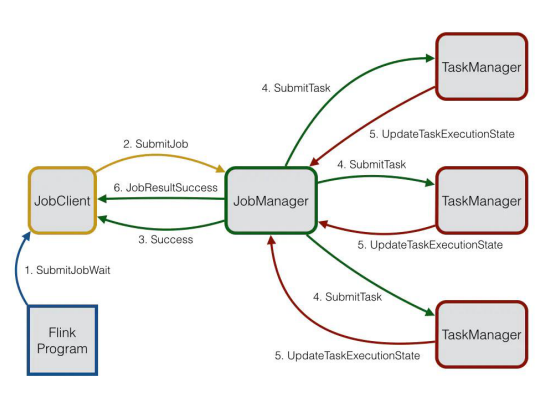 TaskManager
4. SubmitTask
5. UpdateTaskExecutionState
2. SubmitJob
4. SubmitTask
6. JobResultSuccess
JobClient
JobManager
TaskManager
3. Success
5. UpdateTaskExecutionState
1. SubmitJobWait
4. SubmitTask
Flink
Program
TaskManager
5. UpdateTaskExecutionState